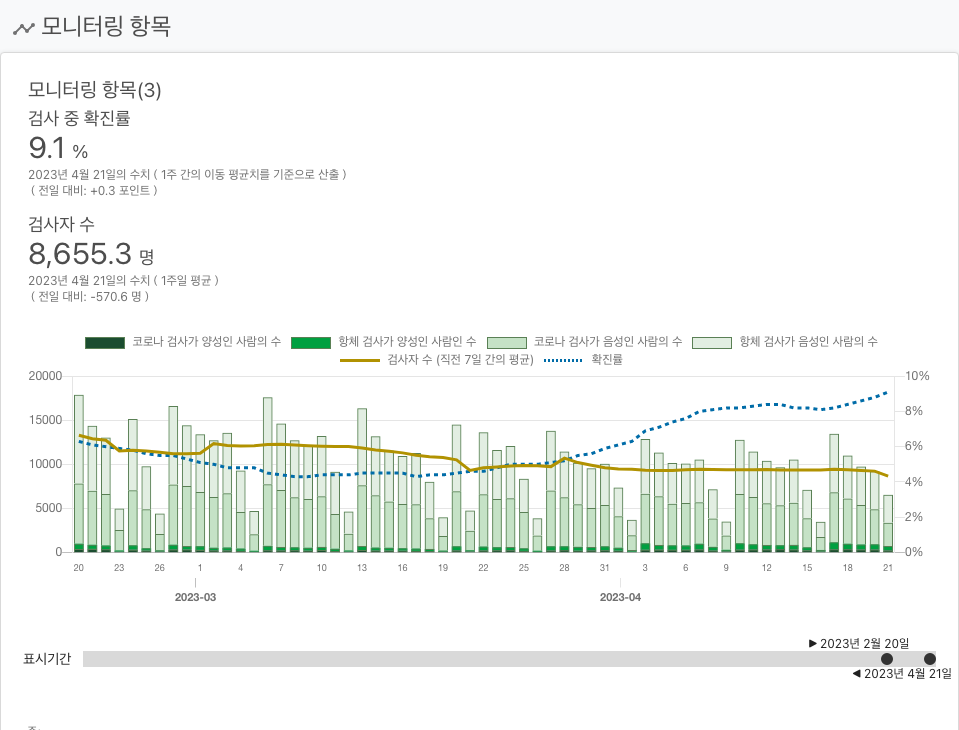 모니터링 항목
모니터링 항목(3)
검사 중 확진률
9.1 %
2023년 4월 21일의 수치 ( 1주 간의 이동 평균치를 기준으로 산출 )
( 전일 대비: +0.3 포인트 )
검사자 수
8,655.3 명
2023년 4월 21일의 수치 ( 1주일 평균 )
( 전일 대비: -570.6 명 )
코로나 검사가 양성인 사람의 수 항체 검사가 양성인 사람인 수 코로나 검사가 음성인 사람의 수 항체 검사가 음성인 사람의 수
검사자 수 (직전 7일 간의 평균) 확진률
20000 10%
15000 8%
10000 6%
5000 4%
0 2%
0%
20 23 26 1 4 7 10 13 16 19 22 25 28 31 3 6 9 12 15 18 21
2023-03 2023-04
▶ 2023년 2월 20일
표시기간
◀ 2023년 4월 21일